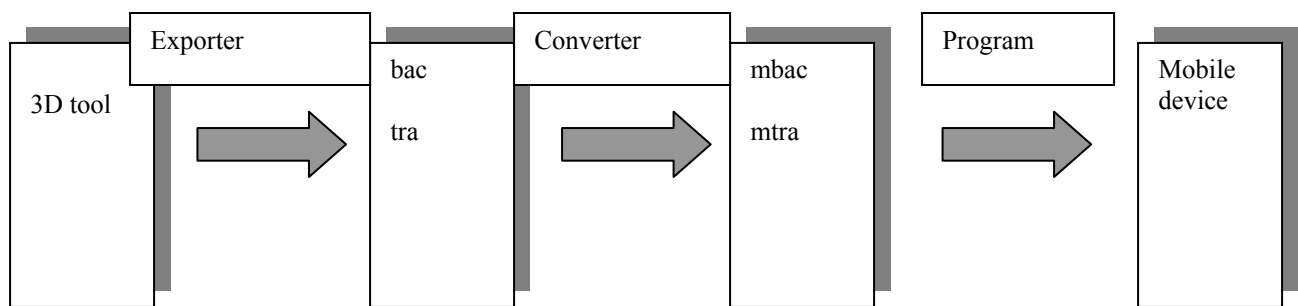 Exporter
Converter
Program
3D tool
bac
tra
mbac
mtra
Mobile
device